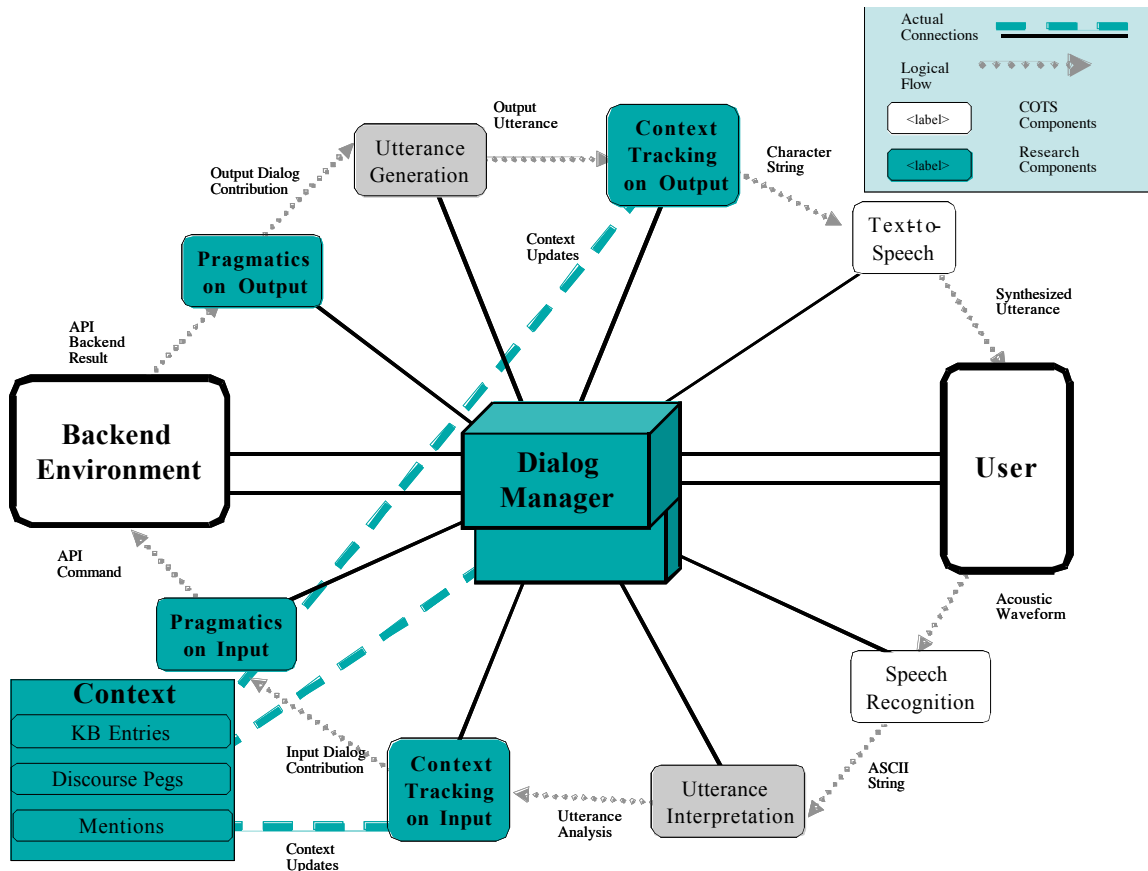 Actual
Connections
Logical
Flow
<label>
COTS
Components
<label>
Research
Components
Output
Utterance
Utterance
Generation
Context
Tracking
on Output
Character
String
Output Dialog
Contribution
Text-to-
Speech
Pragmatics
on Output
Context
Updates
Synthesized
Utterance
API
Backend
Result
Backend
Environment
Dialog
Manager
User
API
Command
Acoustic
Waveform
Pragmatics
on Input
Speech
Recognition
Context
KB Entries
Discourse Pegs
Mentions
Input Dialog
Contribution
Context
Tracking
on Input
Utterance
Analysis
Utterance
Interpretation
ASCII
String
Context
Updates